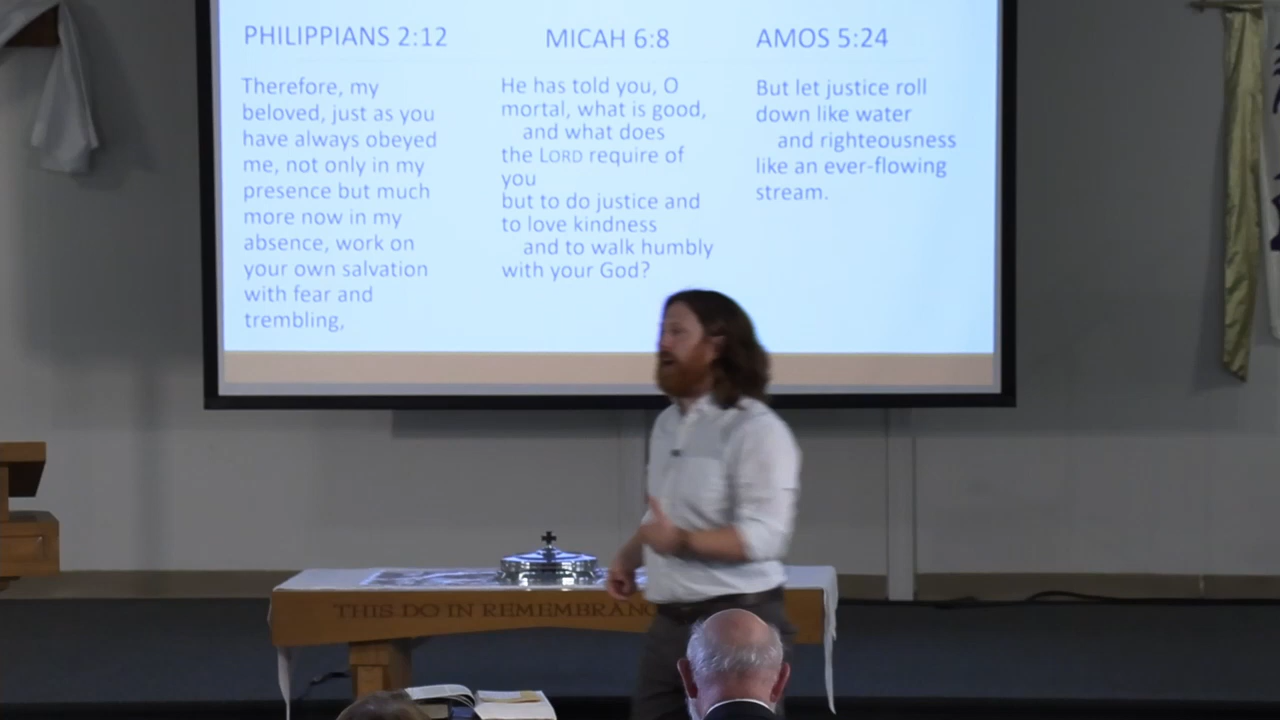 PHILIPPIANS 2:12
Therefore, my
beloved, just as you
have always obeyed
me, not only in my
presence but much
more now in my
absence, work on
your own salvation
with fear and
trembling,
MICAH 6:8
He has told you, O
mortal, what is good,
and what does
the LORD require of
you
but to do justice and
to love kindness
and to walk humbly
with your God?
AMOS 5:24
But let justice roll
down like water
and righteousness
like an ever-flowing
stream.
THIS DO IN REMEMBRANC